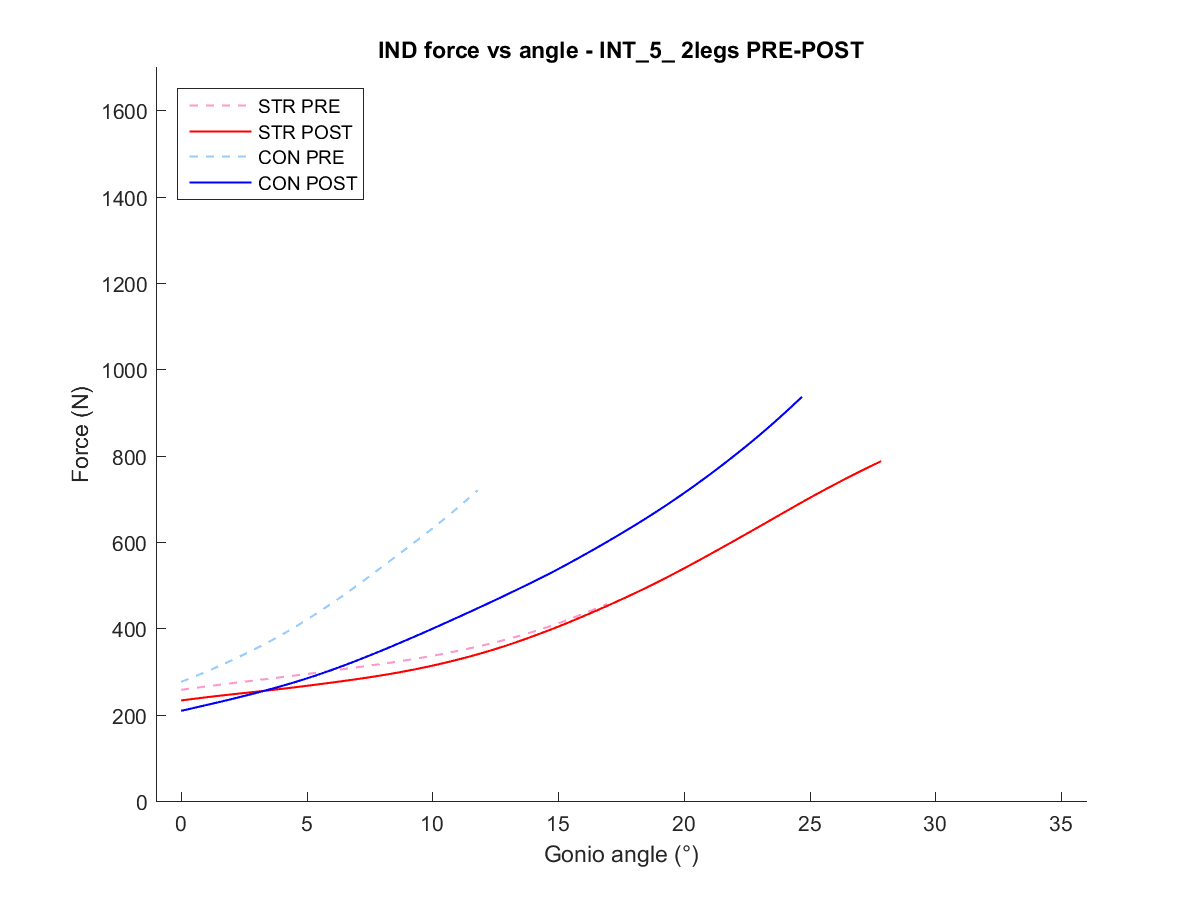 IND force vs angle - INT_5_ 2legs PRE-POST
STR PRE
STR POST
CON PRE
CON POST
1600
1400
1200
1000
800
600
400
200
0
Force (N)
0 5 10 15 20 25 30 35
Gonio angle (°)